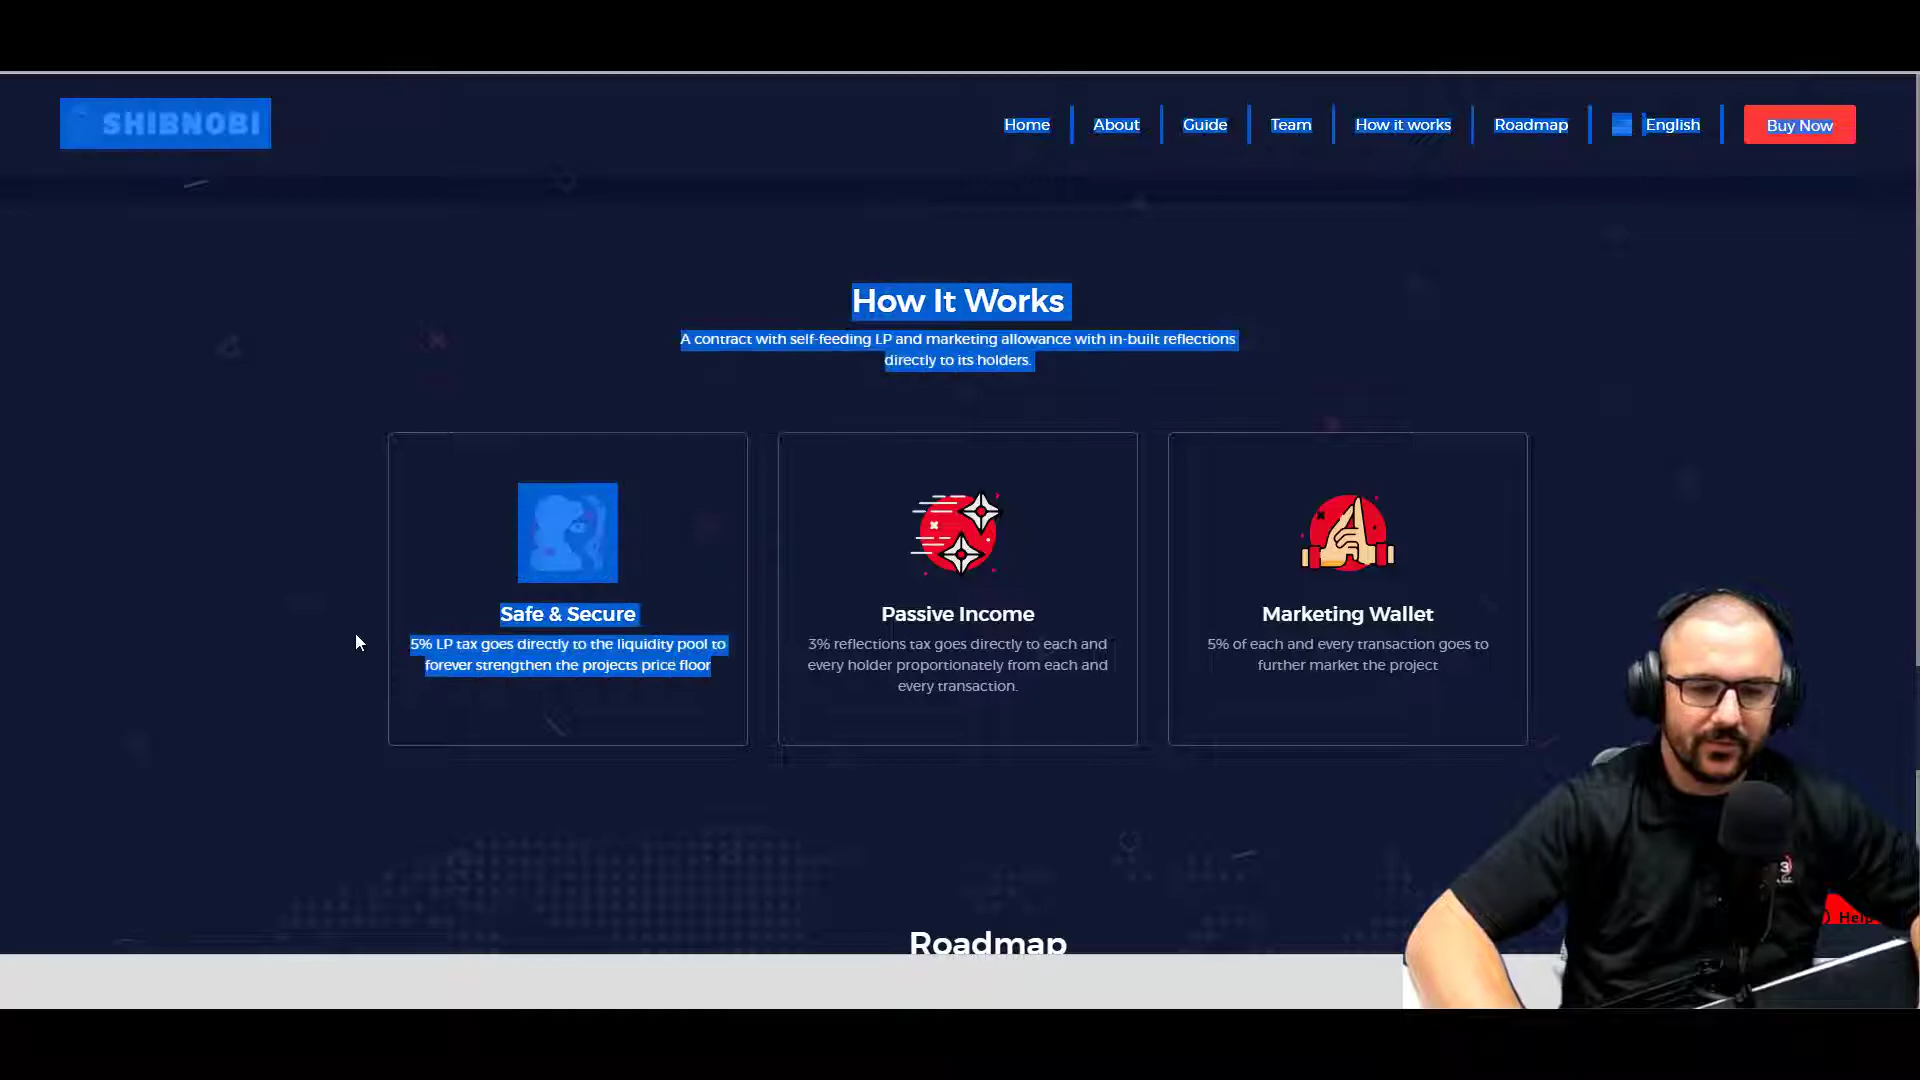 SHIBNOBI
Home
About
Guide
Team
How it works
Roadmap
English
Buy Now
How It Works
A contract with self-feeding LP and marketing allowance with in-built reflections
directly to its holders.
Safe & Secure
5% LP tax goes directly to the liquidity pool to
forever strengthen the projects price floor
Passive Income
3% reflections tax goes directly to each and
every holder proportionately from each and
every transaction.
Marketing Wallet
5% of each and every transaction goes to
further market the project
Roadmap
Help